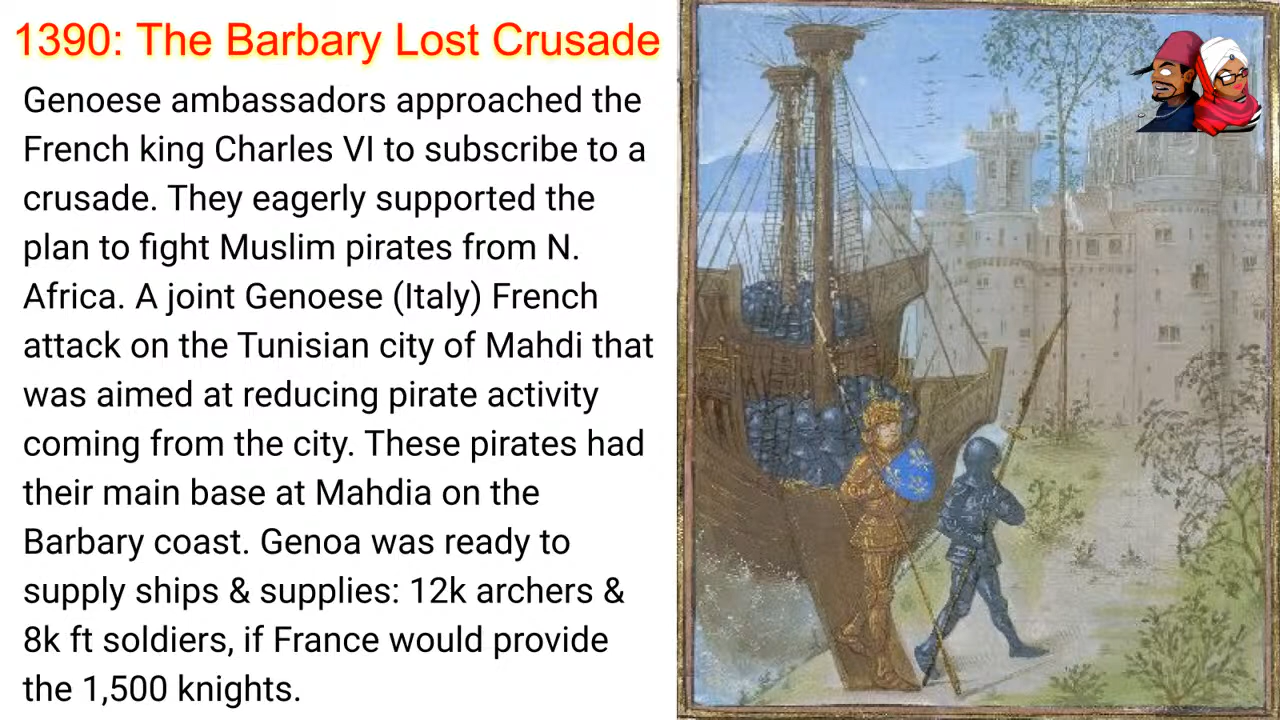 1390: The Barbary Lost Crusade
Genoese ambassadors approached the
French king Charles VI to subscribe to a
crusade. They eagerly supported the
plan to fight Muslim pirates from N.
Africa. A joint Genoese (Italy) French
attack on the Tunisian city of Mahdi that
was aimed at reducing pirate activity
coming from the city. These pirates had
their main base at Mahdia on the
Barbary coast. Genoa was ready to
supply ships & supplies: 12k archers &
8k ft soldiers, if France would provide
the 1,500 knights.